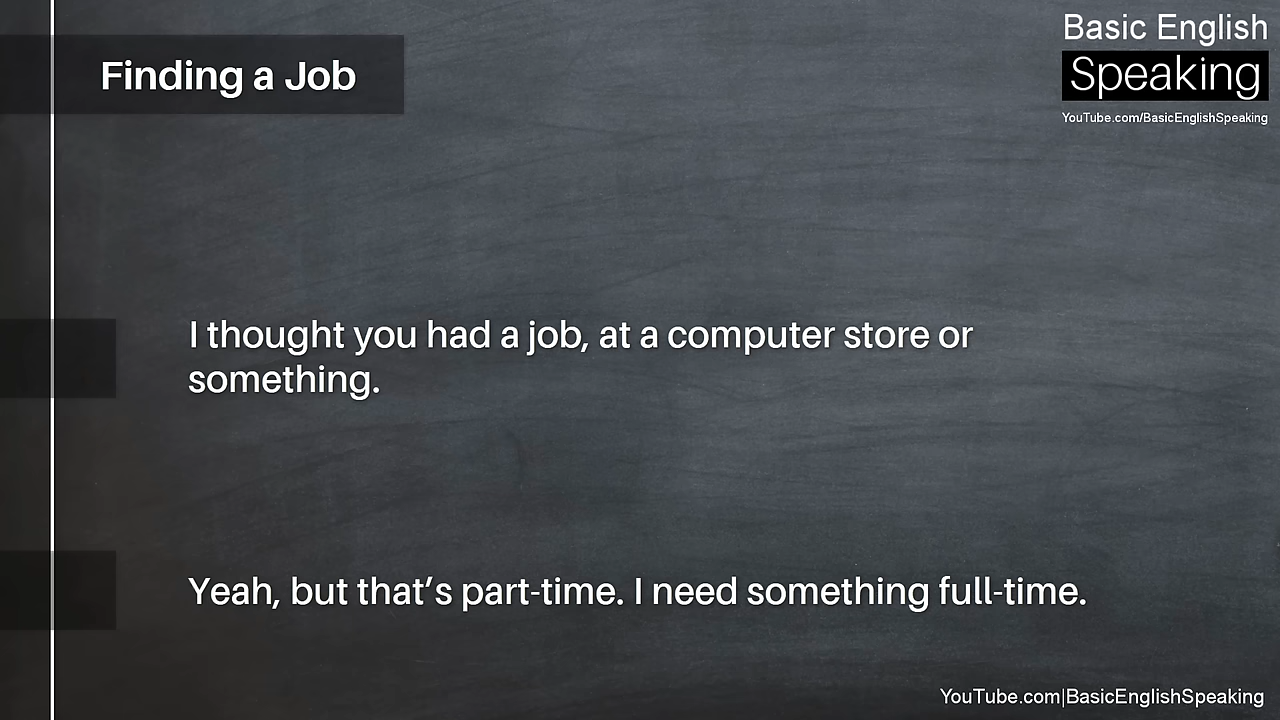 Basic English
Speaking
YouTube.com/BasicEnglishSpeaking
Finding a Job
I thought you had a job, at a computer store or
something.
Yeah, but that’s part-time. I need something full-time.
YouTube.com|BasicEnglishSpeaking